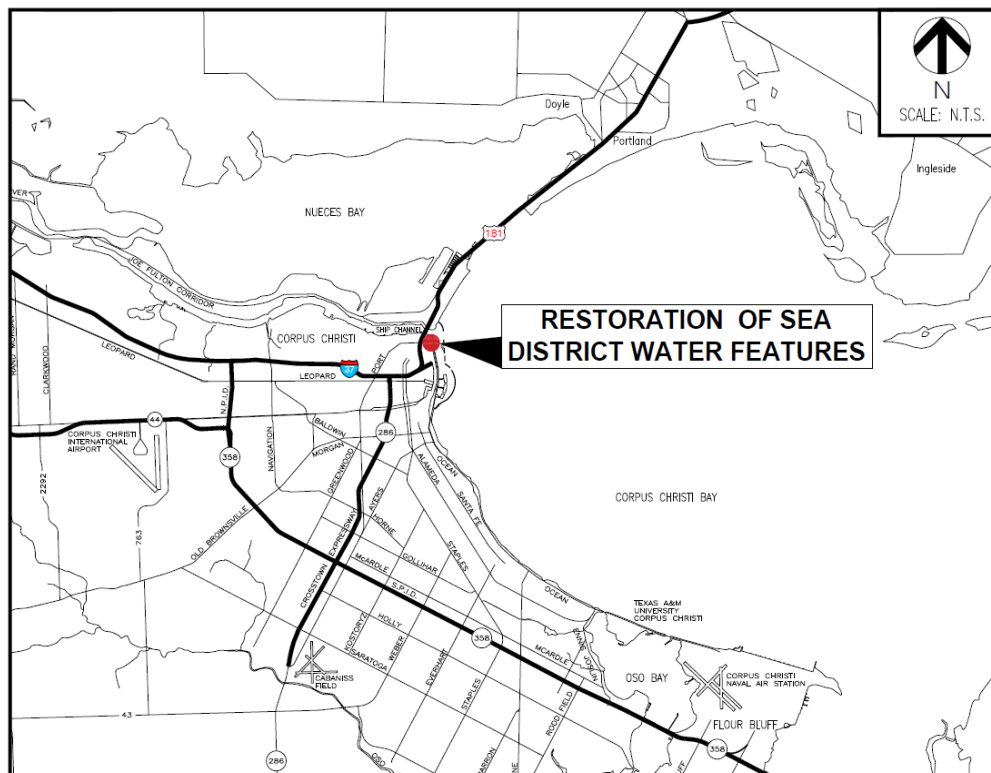 N
SCALE: N.T.S.
Doyle
Portland
Ingleside
NUECES BAY
181
JOE FULTON CORRIDOR
SHIP CHANNEL
RESTORATION OF SEA
DISTRICT WATER FEATURES
CORPUS CHRISTI
PORT
LEOPARD
CLARKWOOD
37
LEOPARD
N.P.I.D.
44
CORPUS CHRISTI
INTERNATIONAL
AIRPORT
358
286
NAVIGATION
BALDWIN
MORGAN
GREENWOOD
AYERS
ALAMEDA
OCEAN
SANTA FE
2292
763
OLD BROWNSVILLE
CORPUS CHRISTI BAY
HORNE
GOLLIHAR
STAPLES
McARDLE
S.P.I.D.
CROSSTOWN EXPRESSWAY
KOSTORYZ
HOLLY
WEBER
SARATOGA
EVERHART
STAPLES
358
MCARDLE
OCEAN
ENNIS JOSLIN
TEXAS A&M
UNIVERSITY
CORPUS CHRISTI
OSO BAY
CORPUS CHRISTI
NAVAL AIR STATION
CABANISS
FIELD
RODD FIELD
FLOUR BLUFF
358
43
286
OSO